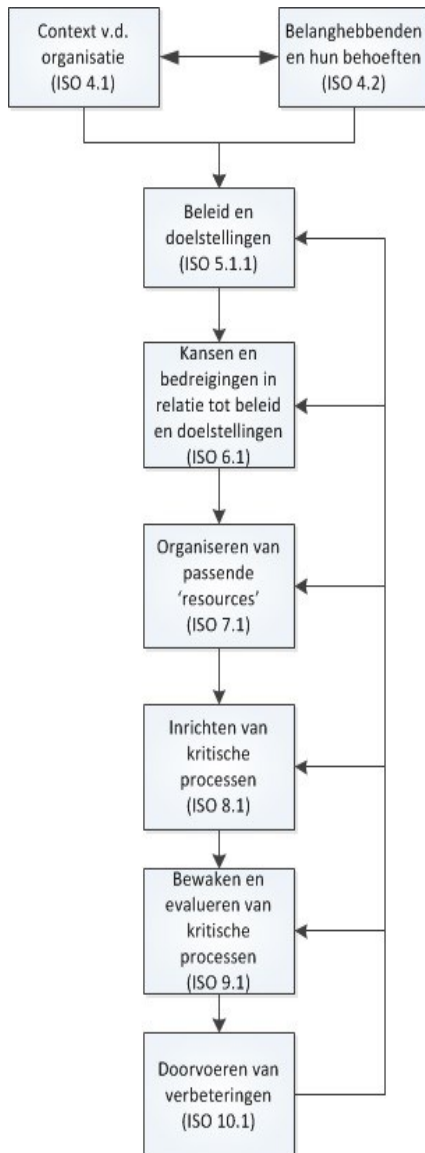 Context v.d.
organisatie
(ISO 4.1)
Belanghebbenden
en hun behoeften
(ISO 4.2)
Beleid en
doelstellingen
(ISO 5.1.1)
Kansen en
bedreigingen in
relatie tot beleid
en doelstellingen
(ISO 6.1)
Organiseren van
passende
‘resources’
(ISO 7.1)
Inrichten van
kritische
processen
(ISO 8.1)
Bewaken en
evalueren van
kritische
processen
(ISO 9.1)
Doorvoeren van
verbeteringen
(ISO 10.1)